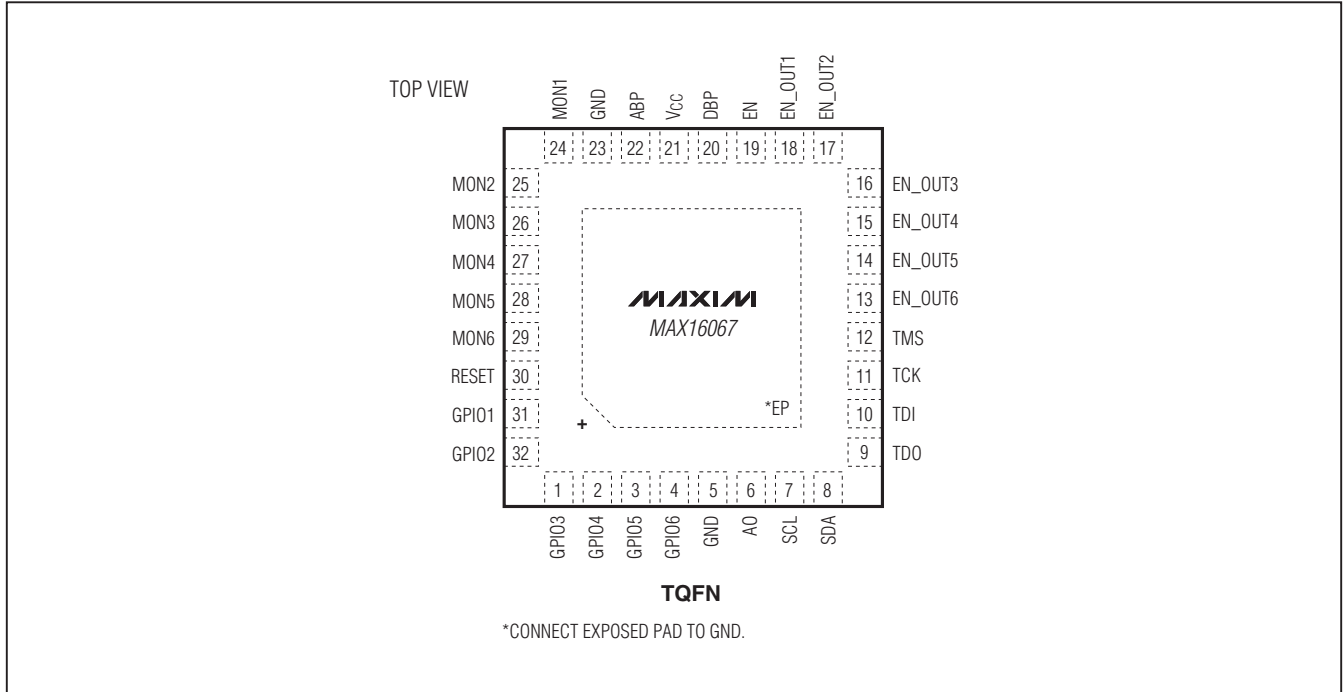 TOP VIEW
MON1 GND ABP VCC DBP EN EN_OUT1 EN_OUT2
24 23 22 21 20 19 18 17
MON2 25 16 EN_OUT3
MON3 26 15 EN_OUT4
MON4 27 14 EN_OUT5
MON5 28 13 EN_OUT6
MAXIM
MAX16067
MON6 29 12 TMS
RESET 30 11 TCK
GPIO1 31 10 TDI
*EP
+
GPIO2 32 9 TDO
1 2 3 4 5 6 7 8
GPIO3 GPIO4 GPIO5 GPIO6 GND A0 SCL SDA
TQFN
*CONNECT EXPOSED PAD TO GND.